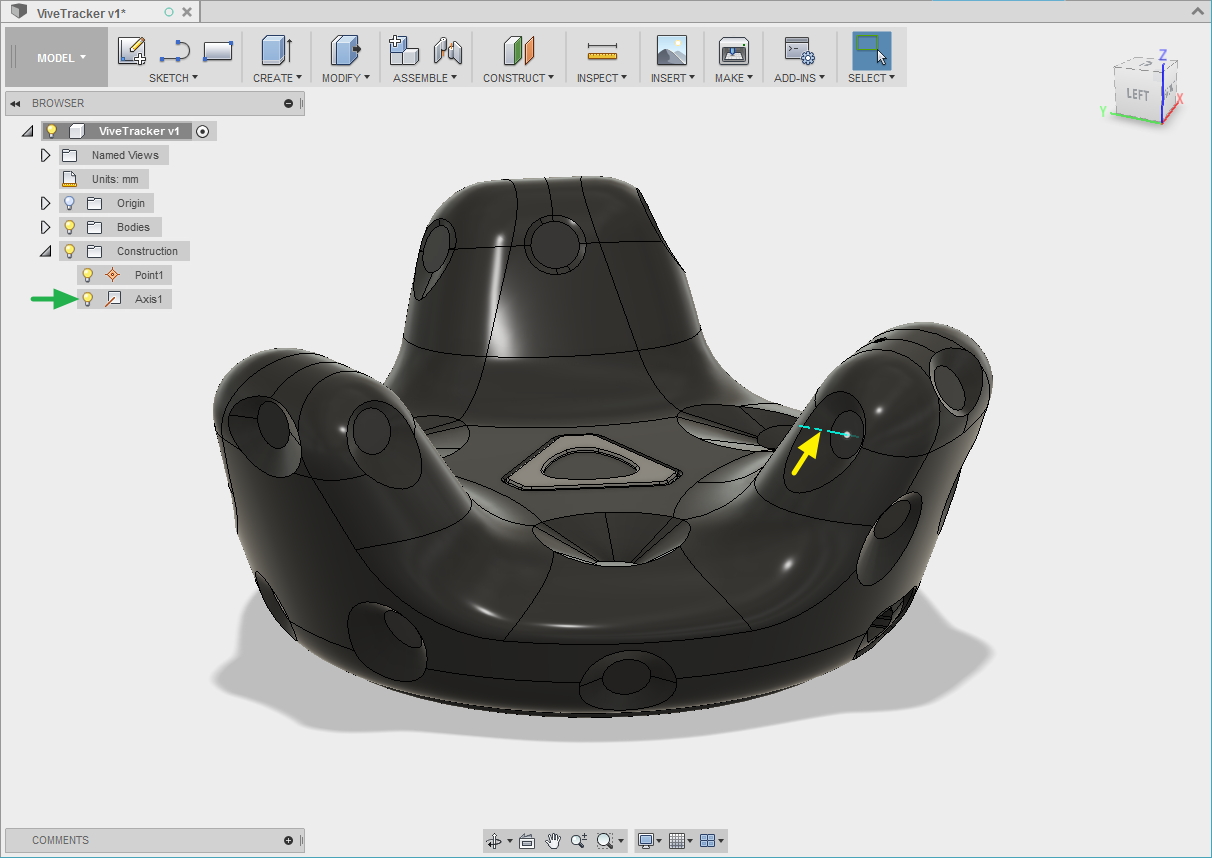 ViveTracker v1*
MODEL
SKETCH
CREATE
MODIFY
ASSEMBLE
CONSTRUCT
INSPECT
INSERT
MAKE
ADD-INS
SELECT
BROWSER
ViveTracker v1
Named Views
Units: mm
Origin
Bodies
Construction
Point1
Axis1
Z
LEFT
X
Y
COMMENTS